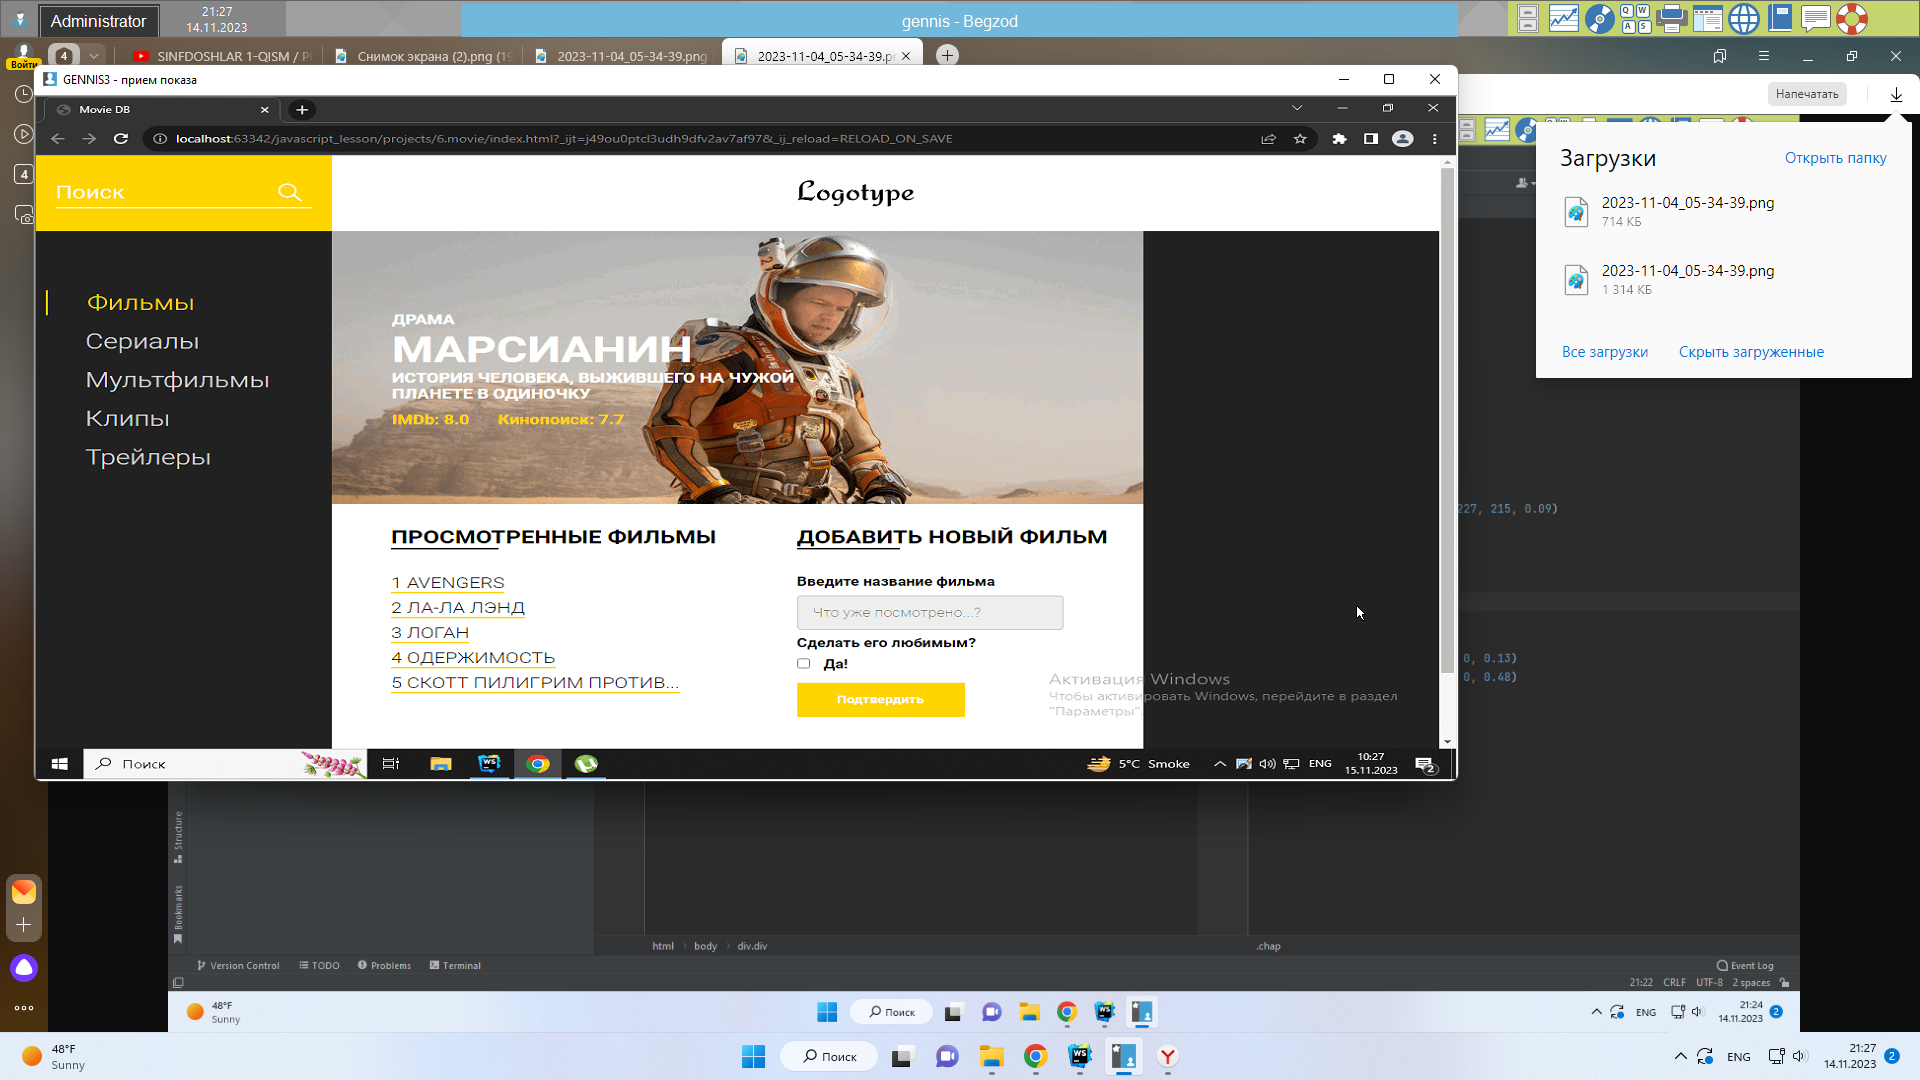 Administrator
21:27
14.11.2023
gennis - Begzod
Войти
4
SINFDOSHLAR 1-QISM / P
Снимок экрана (2).png (19
2023-11-04_05-34-39.png
2023-11-04_05-34-39.p
GENNIS3 - прием показа
Напечатать
Movie DB
localhost:63342/javascript_lesson/projects/6.movie/index.html?_ijt=j49ou0ptcl3udh9dfv2av7af97&_ij_reload=RELOAD_ON_SAVE
4
Поиск
Logotype
Загрузки
Открыть папку
2023-11-04_05-34-39.png
714 КБ
2023-11-04_05-34-39.png
1 314 КБ
Все загрузки
Скрыть загруженные
Фильмы
Сериалы
Мультфильмы
Клипы
Трейлеры
ДРАМА
МАРСИАНИН
ИСТОРИЯ ЧЕЛОВЕКА, ВЫЖИВШЕГО НА ЧУЖОЙ
ПЛАНЕТЕ В ОДИНОЧКУ
IMDb: 8.0
Кинопоиск: 7.7
227, 215, 0.09)
0, 0.13)
0, 0.48)
ПРОСМОТРЕННЫЕ ФИЛЬМЫ
1 AVENGERS
2 ЛА-ЛА ЛЭНД
3 ЛОГАН
4 ОДЕРЖИМОСТЬ
5 СКОТТ ПИЛИГРИМ ПРОТИВ...
ДОБАВИТЬ НОВЫЙ ФИЛЬМ
Введите название фильма
Что уже посмотрено...?
Сделать его любимым?
Да!
Подтвердить
Активация Windows
Чтобы активировать Windows, перейдите в раздел
"Параметры".
Поиск
5°C Smoke
ENG
10:27
15.11.2023
2
Structure
Bookmarks
html
body
div.div
.chap
Version Control
TODO
Problems
Terminal
Event Log
21:22
CRLF
UTF-8
2 spaces
48°F
Sunny
Поиск
ENG
21:24
14.11.2023
2
48°F
Sunny
Поиск
ENG
21:27
14.11.2023
2